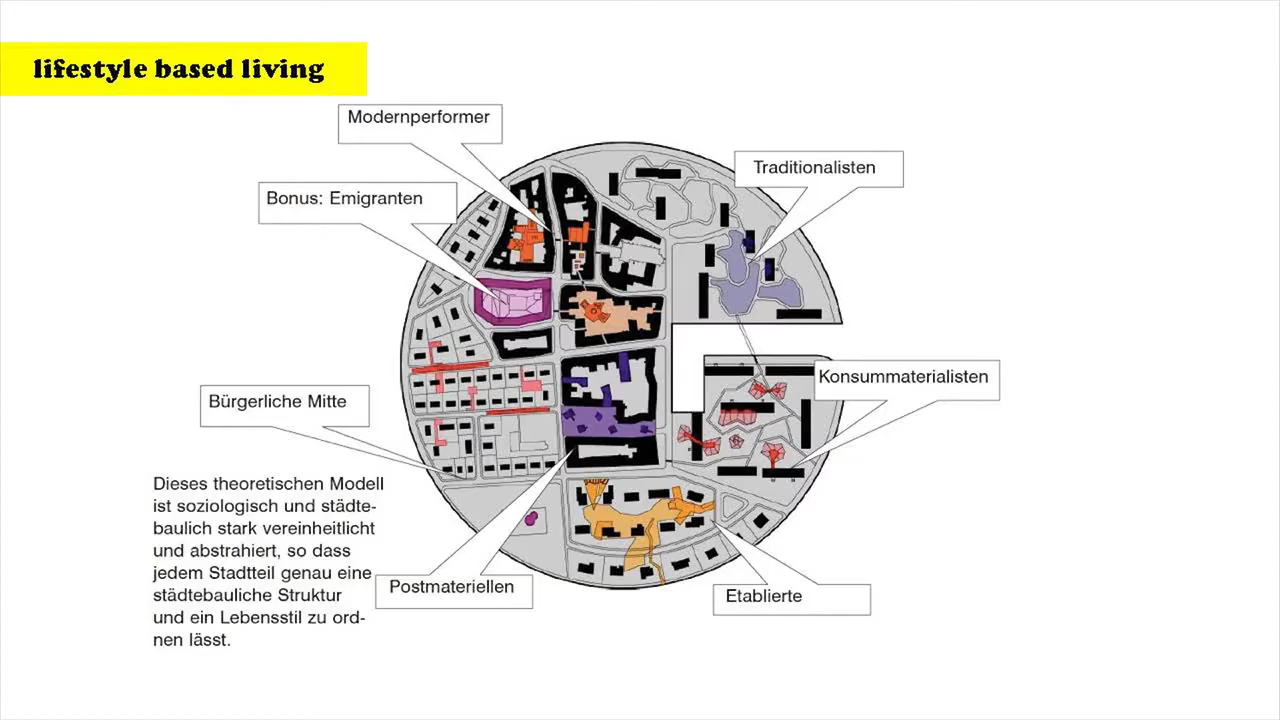 lifestyle based living
Modernperformer
Traditionalisten
Bonus: Emigranten
Konsummaterialisten
Bürgerliche Mitte
Dieses theoretischen Modell
ist soziologisch und städte-
baulich stark vereinheitlicht
und abstrahiert, so dass
jedem Stadtteil genau eine
städtebauliche Struktur
und ein Lebensstil zu ord-
nen lässt.
Postmateriellen
Etablierte